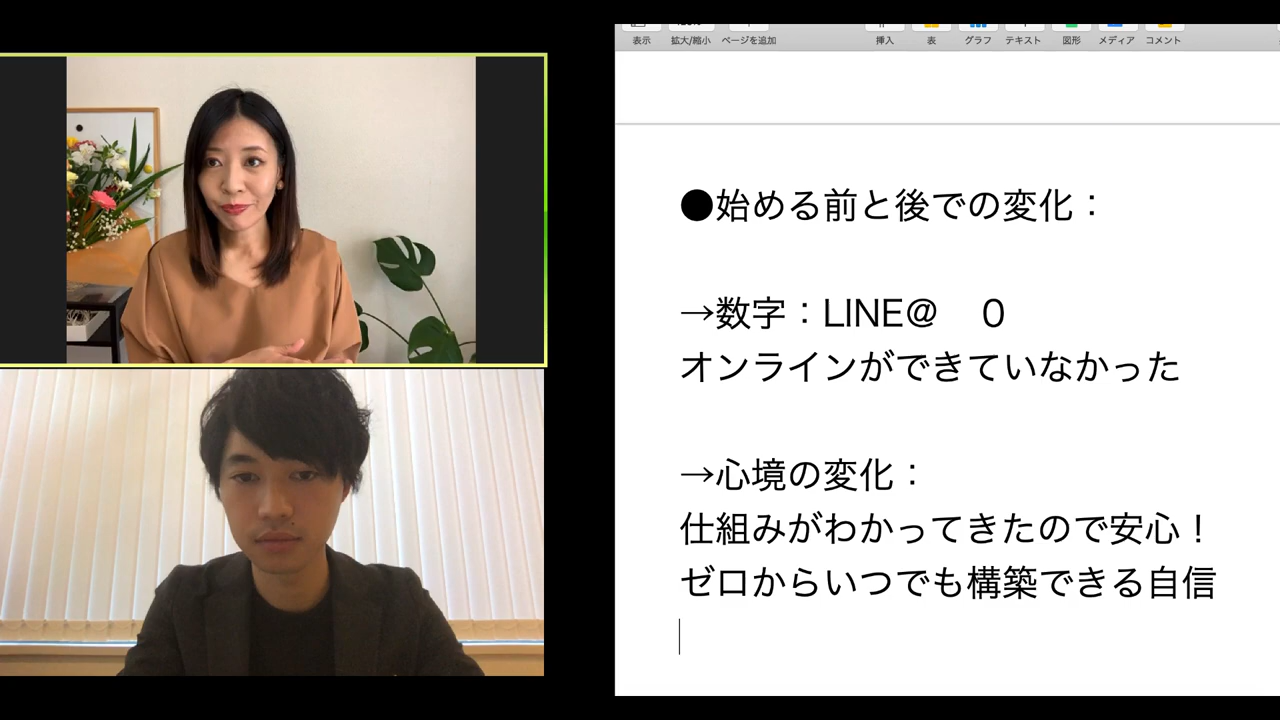 表示 拡大/縮小 ページを追加 挿入 表 グラフ テキスト 図形 メディア コメント
●始める前と後での変化：
→数字：LINE@　0
オンラインができていなかった
→心境の変化：
仕組みがわかってきたので安心！
ゼロからいつでも構築できる自信